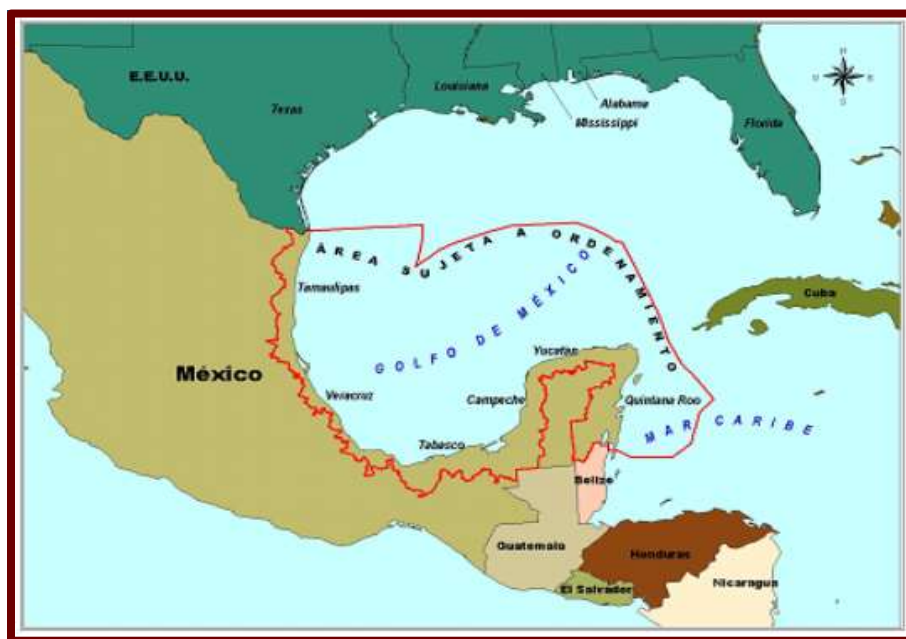 E.E.U.U.
Texas
Louisiana
Alabama
Mississippi
Florida
N
E
S
ÁREA SUJETA A ORDENAMIENTO
Tamaulipas
GOLFO DE MÉXICO
Cuba
México
Yucatan
Veracruz
Campeche
Quintana Roo
MAR CARIBE
Tabasco
Belize
Guatemala
Honduras
El Salvador
Nicaragua